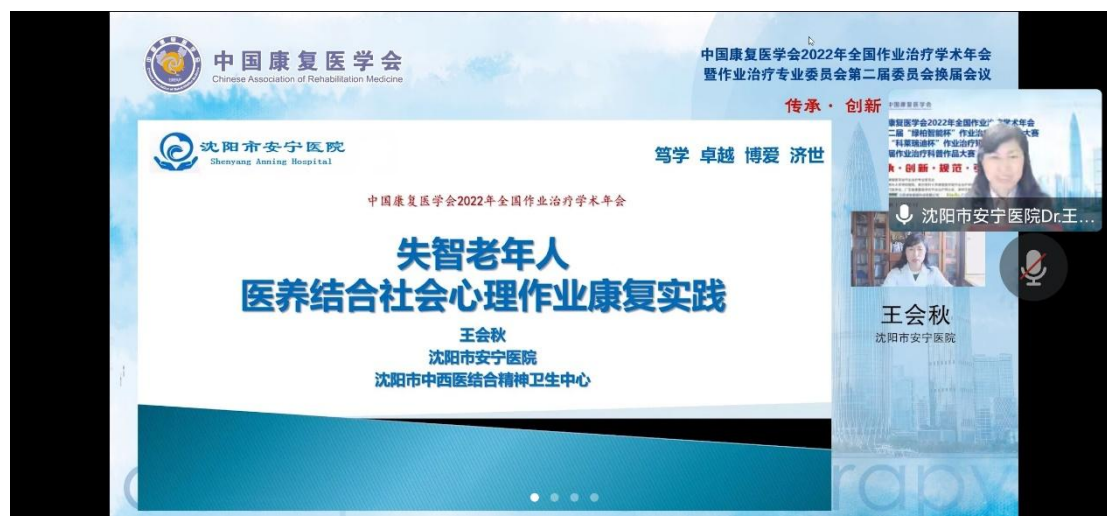 中国康复医学会
Chinese Association of Rehabilitation Medicine
中国康复医学会2022年全国作业治疗学术年会
暨作业治疗专业委员会第二届委员会换届会议
传承 · 创新
沈阳市安宁医院
Shenyang Anning Hospital
笃学 卓越 博爱 济世
中国康复医学会2022年全国作业治疗学术年会
失智老年人
医养结合社会心理作业康复实践
王会秋
沈阳市安宁医院
沈阳市中西医结合精神卫生中心
沈阳市安宁医院Dr.王...
王会秋
沈阳市安宁医院